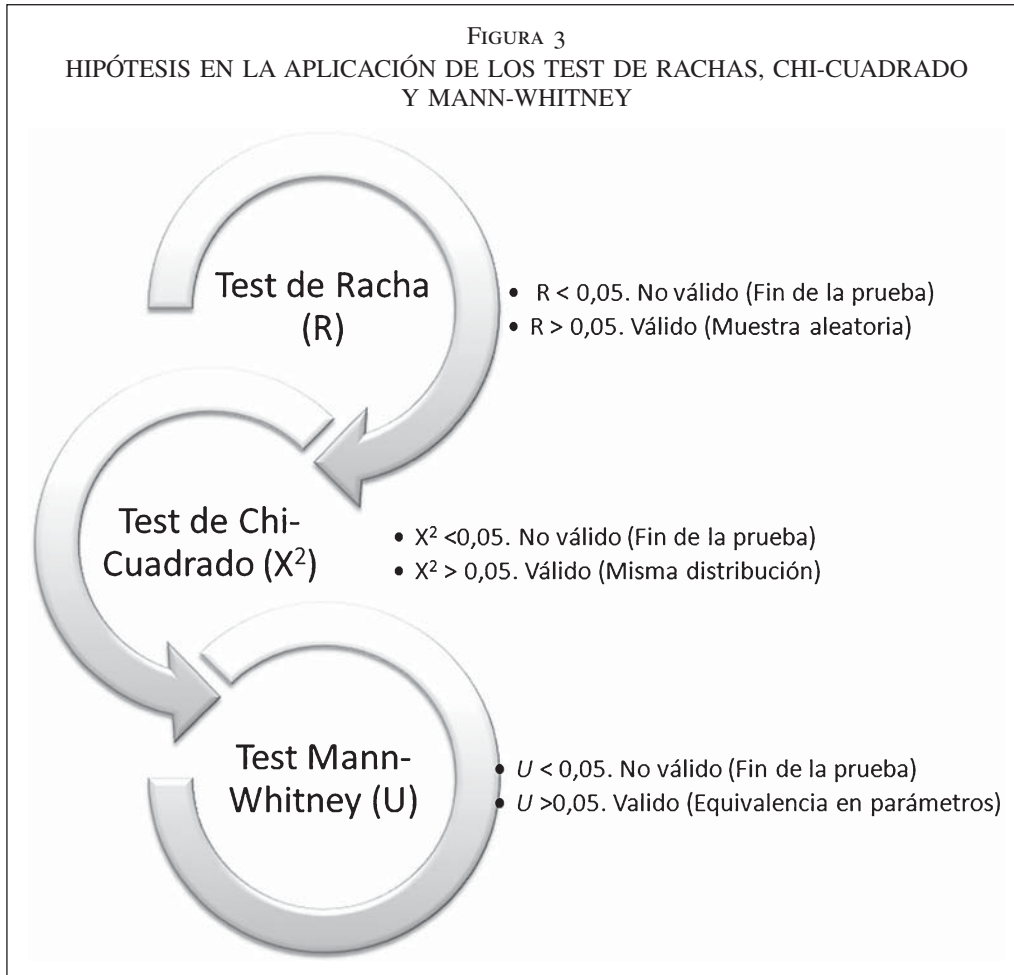 FIGURA 3
HIPÓTESIS EN LA APLICACIÓN DE LOS TEST DE RACHAS, CHI-CUADRADO
Y MANN-WHITNEY
Test de Racha
(R)
• R < 0,05. No válido (Fin de la prueba)
• R > 0,05. Válido (Muestra aleatoria)
Test de Chi-
Cuadrado (X²)
• X² <0,05. No válido (Fin de la prueba)
• X² > 0,05. Válido (Misma distribución)
Test Mann-
Whitney (U)
• U < 0,05. No válido (Fin de la prueba)
• U >0,05. Valido (Equivalencia en parámetros)